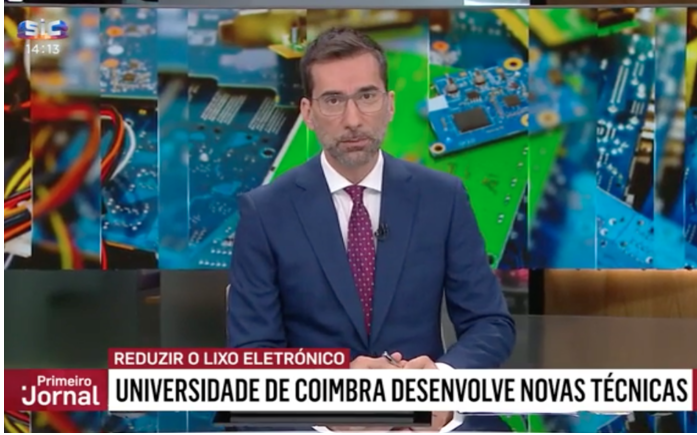 SIC
14:13
REDUZIR O LIXO ELETRÓNICO
Primeiro
Jornal
UNIVERSIDADE DE COIMBRA DESENVOLVE NOVAS TÉCNICAS